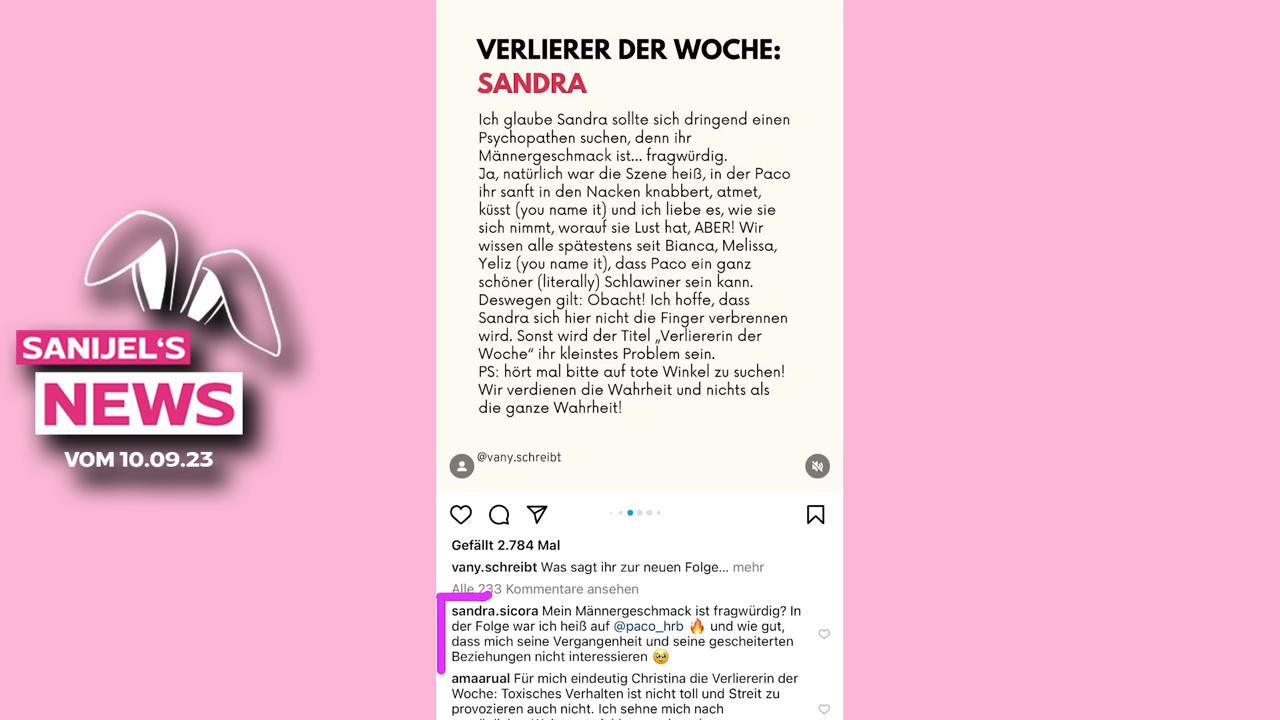 SANIJEL‘S
NEWS
VOM 10.09.23
VERLIERER DER WOCHE:
SANDRA
Ich glaube Sandra sollte sich dringend einen
Psychopathen suchen, denn ihr
Männergeschmack ist... fragwürdig.
Ja, natürlich war die Szene heiß, in der Paco
ihr sanft in den Nacken knabbert, atmet,
küsst (you name it) und ich liebe es, wie sie
sich nimmt, worauf sie Lust hat, ABER! Wir
wissen alle spätestens seit Bianca, Melissa,
Yeliz (you name it), dass Paco ein ganz
schöner (literally) Schlawiner sein kann.
Deswegen gilt: Obacht! Ich hoffe, dass
Sandra sich hier nicht die Finger verbrennen
wird. Sonst wird der Titel „Verliererin der
Woche“ ihr kleinstes Problem sein.
PS: hört mal bitte auf tote Winkel zu suchen!
Wir verdienen die Wahrheit und nichts als
die ganze Wahrheit!
@vany.schreibt
Gefällt 2.784 Mal
vany.schreibt Was sagt ihr zur neuen Folge... mehr
Alle 233 Kommentare ansehen
sandra.sicora Mein Männergeschmack ist fragwürdig? In
der Folge war ich heiß auf @paco_hrb 🔥 und wie gut,
dass mich seine Vergangenheit und seine gescheiterten
Beziehungen nicht interessieren 🥹
amaarual Für mich eindeutig Christina die Verliererin der
Woche: Toxisches Verhalten ist nicht toll und Streit zu
provozieren auch nicht. Ich sehne mich nach